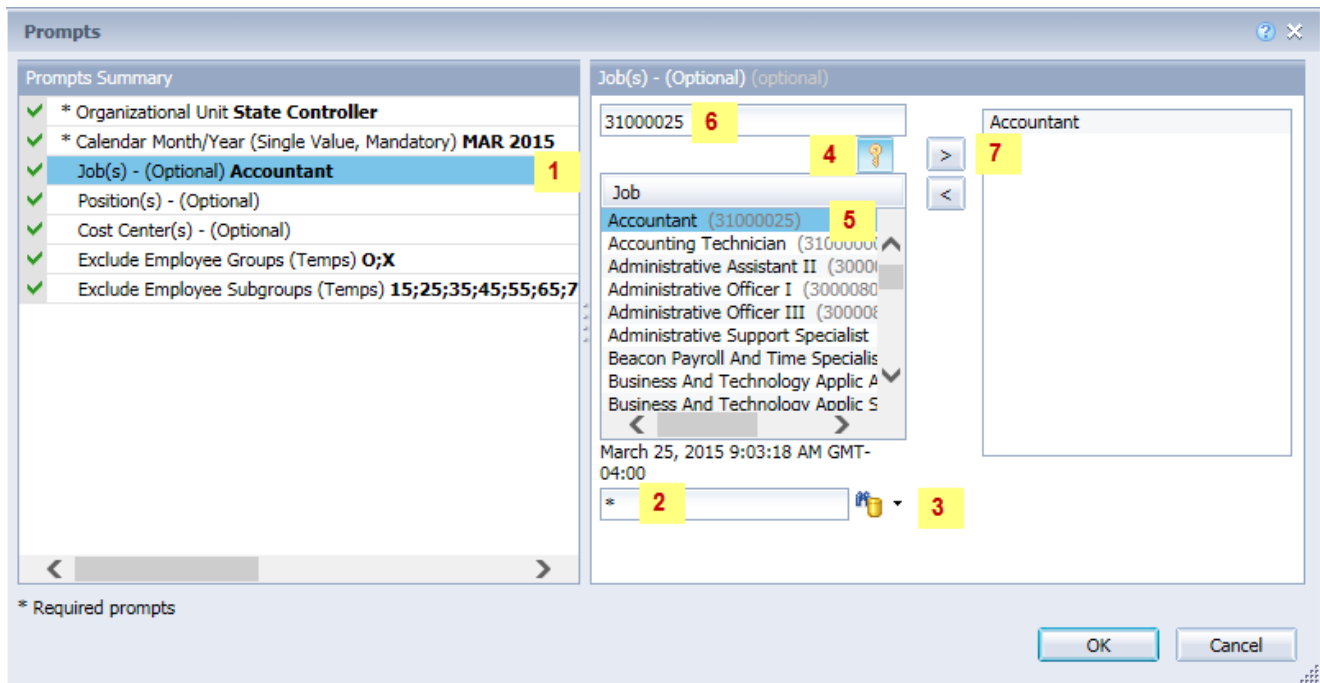 Prompts
Prompts Summary
* Organizational Unit State Controller
* Calendar Month/Year (Single Value, Mandatory) MAR 2015
Job(s) - (Optional) Accountant 1
Position(s) - (Optional)
Cost Center(s) - (Optional)
Exclude Employee Groups (Temps) O;X
Exclude Employee Subgroups (Temps) 15;25;35;45;55;65;7
* Required prompts
Job(s) - (Optional) (optional)
31000025 6
4
> 7
<
Job
Accountant (31000025) 5
Accounting Technician (3100000
Administrative Assistant II (3000
Administrative Officer I (3000080
Administrative Officer III (300008
Administrative Support Specialist
Beacon Payroll And Time Specialis
Business And Technology Applic A
Business And Technology Applic S
March 25, 2015 9:03:18 AM GMT-
04:00
* 2
3
Accountant
OK Cancel